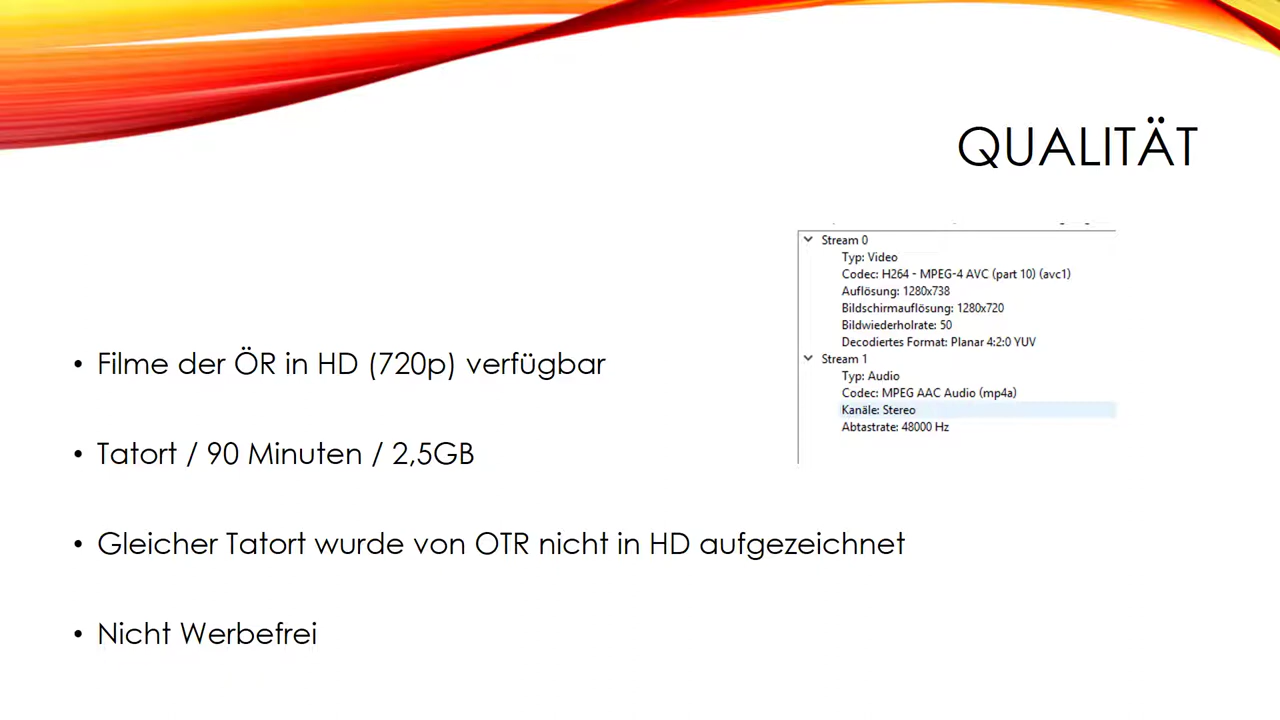 QUALITÄT
Stream 0
Typ: Video
Codec: H264 - MPEG-4 AVC (part 10) (avc1)
Auflösung: 1280x738
Bildschirmauflösung: 1280x720
Bildwiederholrate: 50
Decodiertes Format: Planar 4:2:0 YUV
Stream 1
Typ: Audio
Codec: MPEG AAC Audio (mp4a)
Kanäle: Stereo
Abtastrate: 48000 Hz
• Filme der ÖR in HD (720p) verfügbar
• Tatort / 90 Minuten / 2,5GB
• Gleicher Tatort wurde von OTR nicht in HD aufgezeichnet
• Nicht Werbefrei